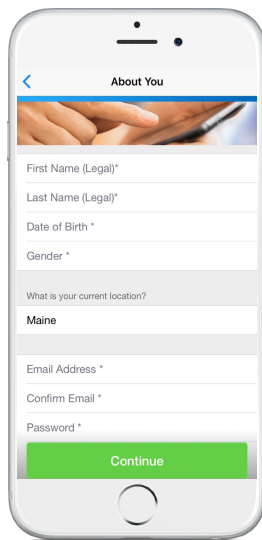 About You
First Name (Legal)*
Last Name (Legal)*
Date of Birth *
Gender *
What is your current location?
Maine
Email Address *
Confirm Email *
Password *
Continue